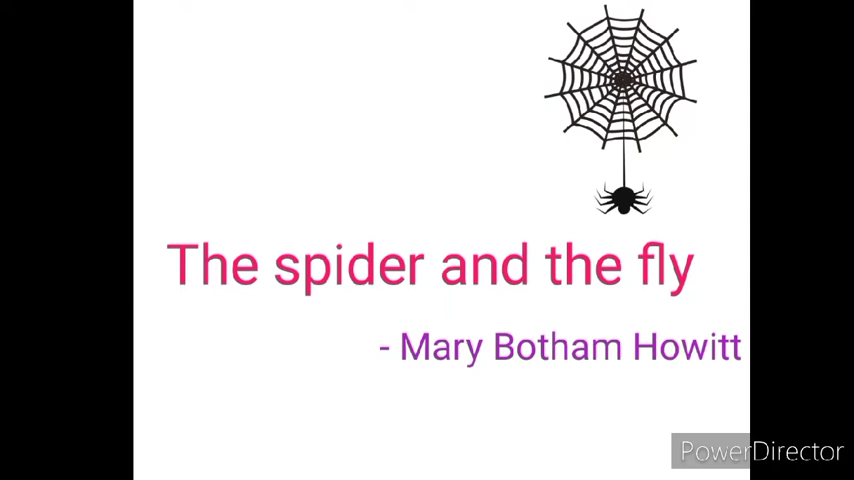 The spider and the fly
- Mary Botham Howitt
PowerDirector